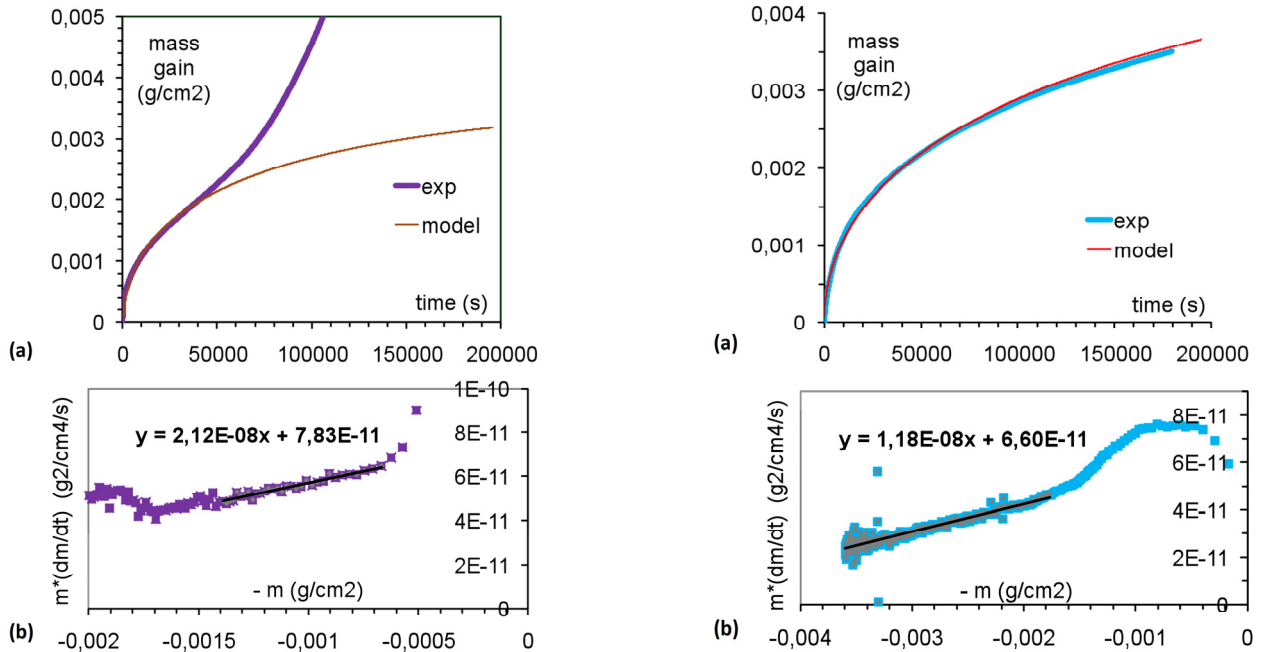 0,005
0,004
0,003
0,002
0,001
0
mass
gain
(g/cm2)
exp
model
time (s)
0 50000 100000 150000 200000
(a)
0,004
0,003
0,002
0,001
0
mass
gain
(g/cm2)
exp
model
time (s)
0 50000 100000 150000 200000
(a)
m*(dm/dt) (g2/cm4/s)
y = 2,12E-08x + 7,83E-11
1E-10
8E-11
6E-11
4E-11
2E-11
0
- m (g/cm2)
-0,002 -0,0015 -0,001 -0,0005 0
(b)
m*(dm/dt) (g2/cm4/s)
y = 1,18E-08x + 6,60E-11
8E-11
6E-11
4E-11
2E-11
0
- m (g/cm2)
-0,004 -0,003 -0,002 -0,001 0
(b)